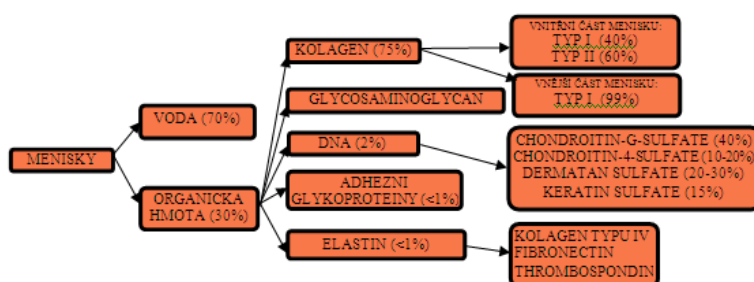 MENISKY
VODA (70%)
ORGANICKA
HMOTA (30%)
KOLAGEN (75%)
GLYCOSAMINOGLYCAN
DNA (2%)
ADHEZNI
GLYKOPROTEINY (<1%)
ELASTIN (<1%)
VNITŘNÍ ČÁST MENISKU:
TYP I. (40%)
TYP II (60%)
VNĚJŠÍ ČÁST MENISKU:
TYP I. (99%)
CHONDROITIN-G-SULFATE (40%)
CHONDROITIN-4-SULFATE (10-20%)
DERMATAN SULFATE (20-30%)
KERATIN SULFATE (15%)
KOLAGEN TYPU IV
FIBRONECTIN
THROMBOSPONDIN